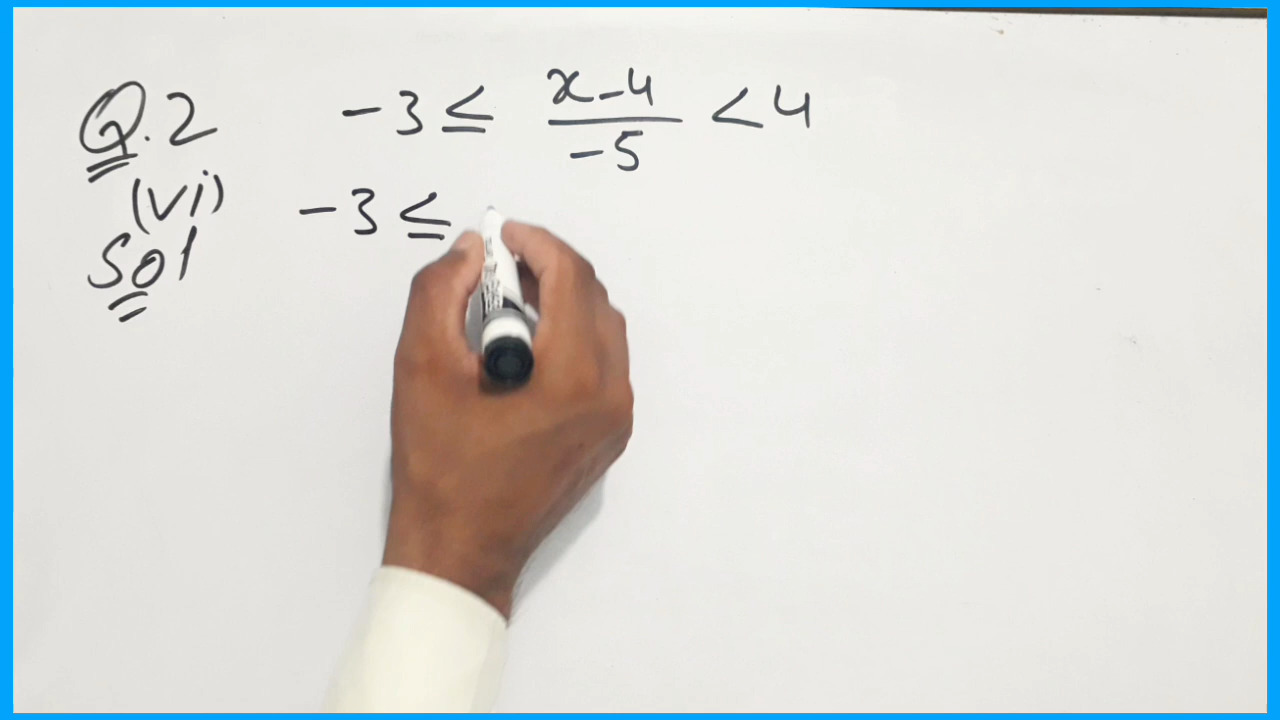 Q.2 -3 ≤ x-4/-5 < 4
(vi) -3 ≤
Sol